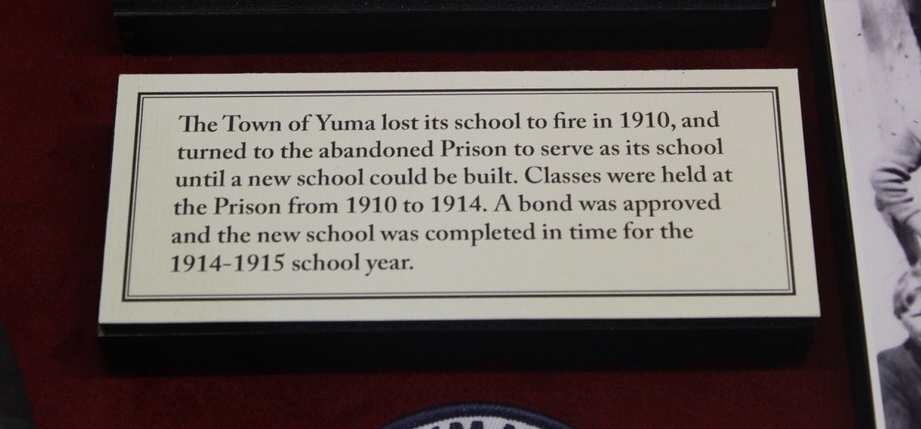 The Town of Yuma lost its school to fire in 1910, and
turned to the abandoned Prison to serve as its school
until a new school could be built. Classes were held at
the Prison from 1910 to 1914. A bond was approved
and the new school was completed in time for the
1914-1915 school year.